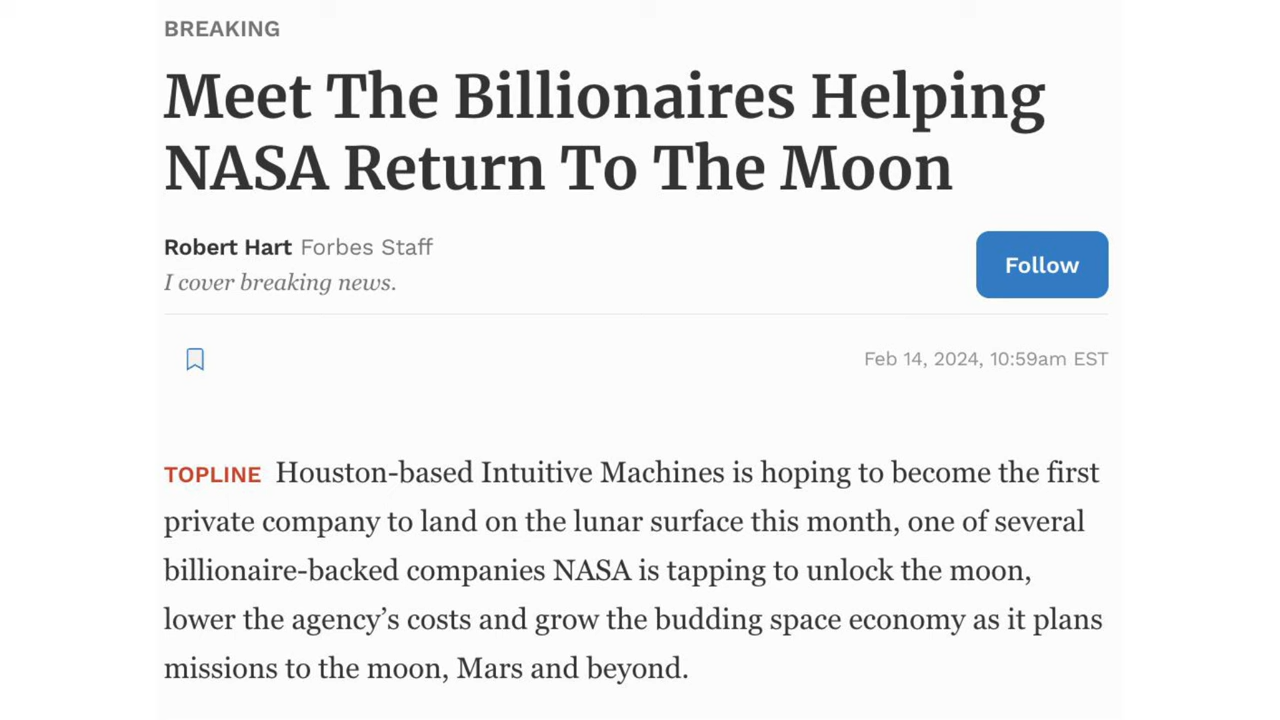 BREAKING
Meet The Billionaires Helping
NASA Return To The Moon
Robert Hart Forbes Staff
I cover breaking news.
Follow
Feb 14, 2024, 10:59am EST
TOPLINE Houston-based Intuitive Machines is hoping to become the first
private company to land on the lunar surface this month, one of several
billionaire-backed companies NASA is tapping to unlock the moon,
lower the agency’s costs and grow the budding space economy as it plans
missions to the moon, Mars and beyond.